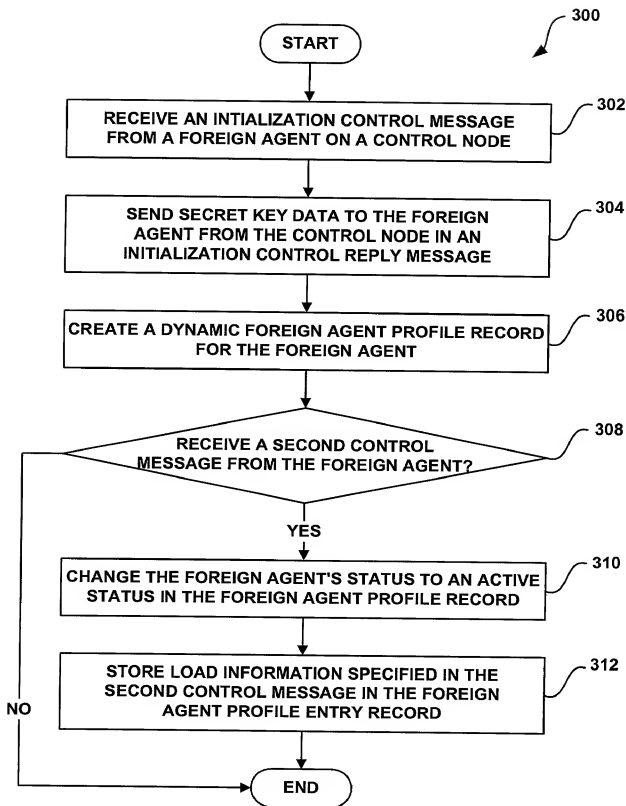 300
START
RECEIVE AN INTIALIZATION CONTROL MESSAGE
FROM A FOREIGN AGENT ON A CONTROL NODE
302
SEND SECRET KEY DATA TO THE FOREIGN
AGENT FROM THE CONTROL NODE IN AN
INITIALIZATION CONTROL REPLY MESSAGE
304
CREATE A DYNAMIC FOREIGN AGENT PROFILE RECORD
FOR THE FOREIGN AGENT
306
RECEIVE A SECOND CONTROL
MESSAGE FROM THE FOREIGN AGENT?
308
YES
CHANGE THE FOREIGN AGENT'S STATUS TO AN ACTIVE
STATUS IN THE FOREIGN AGENT PROFILE RECORD
310
STORE LOAD INFORMATION SPECIFIED IN THE
SECOND CONTROL MESSAGE IN THE FOREIGN
AGENT PROFILE ENTRY RECORD
312
NO
END